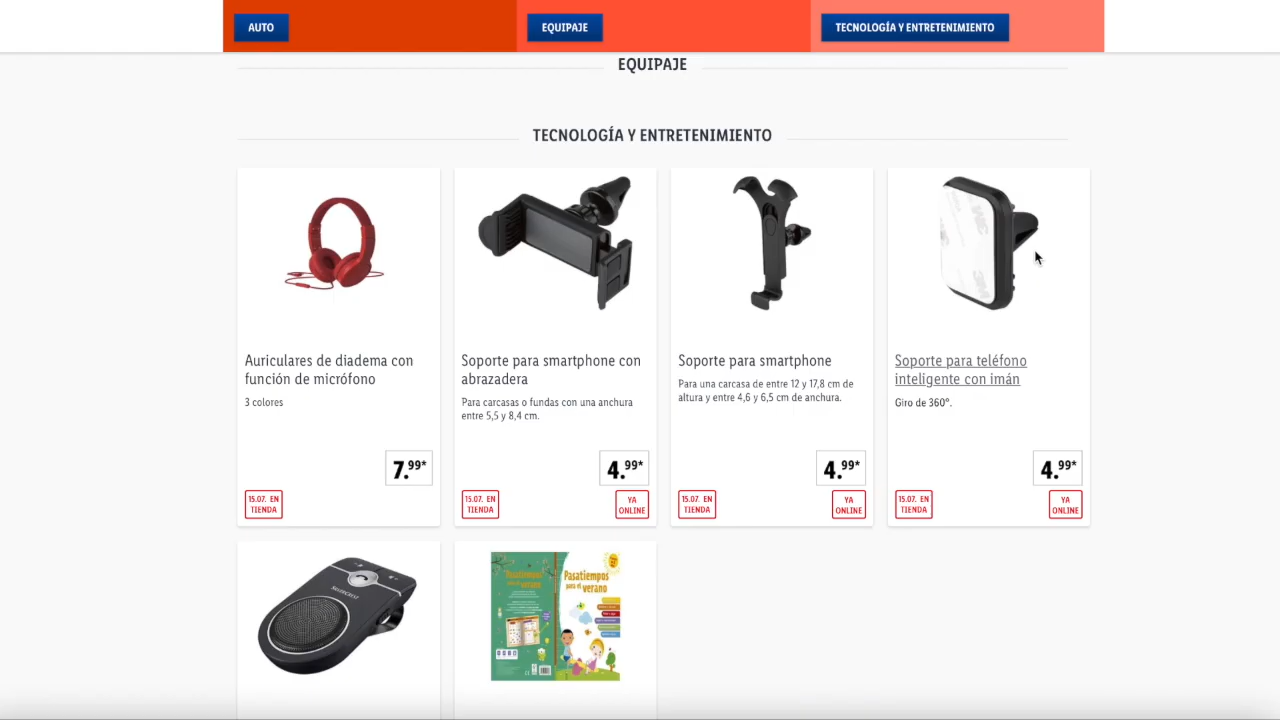 AUTO
EQUIPAJE
TECNOLOGÍA Y ENTRETENIMIENTO
EQUIPAJE
TECNOLOGÍA Y ENTRETENIMIENTO
Auriculares de diadema con
función de micrófono
3 colores
7.99*
15.07. EN
TIENDA
Soporte para smartphone con
abrazadera
Para carcasas o fundas con una anchura
entre 5,5 y 8,4 cm.
4.99*
15.07. EN
TIENDA
YA
ONLINE
Soporte para smartphone
Para una carcasa de entre 12 y 17,8 cm de
altura y entre 4,6 y 6,5 cm de anchura.
4.99*
15.07. EN
TIENDA
YA
ONLINE
Soporte para teléfono
inteligente con imán
Giro de 360°.
4.99*
15.07. EN
TIENDA
YA
ONLINE
Pasatiempos
para el verano
Pasatiempos
para el verano